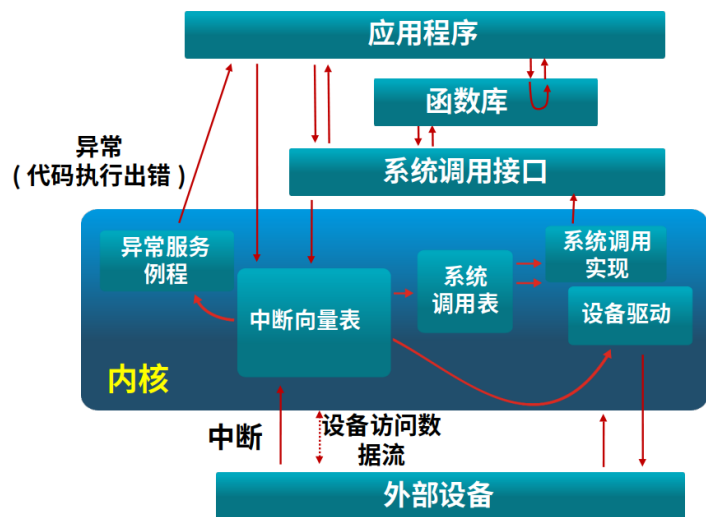 应用程序
函数库
异常
( 代码执行出错 )
系统调用接口
异常服务
例程
系统调用
实现
系统
调用表
中断向量表
设备驱动
内核
中断
设备访问数
据流
外部设备